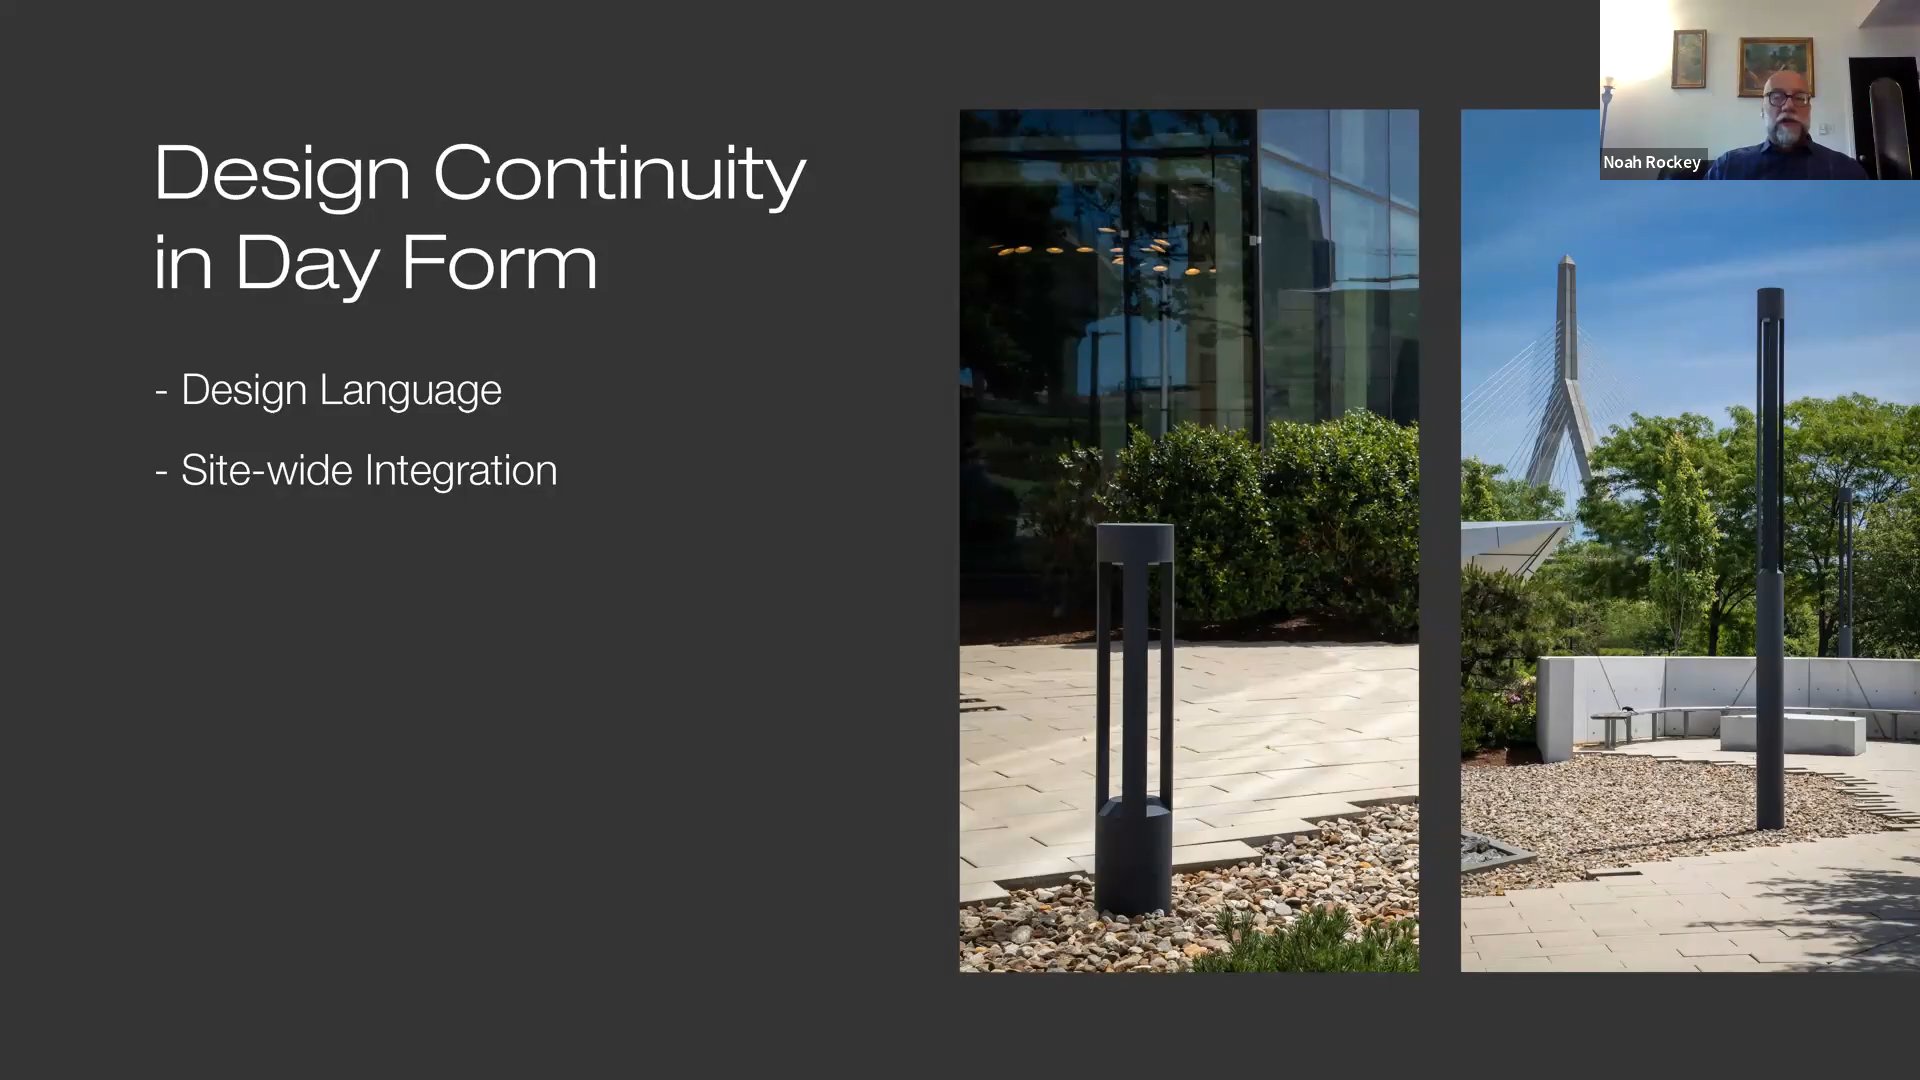 Design Continuity
in Day Form
- Design Language
- Site-wide Integration
Noah Rockey